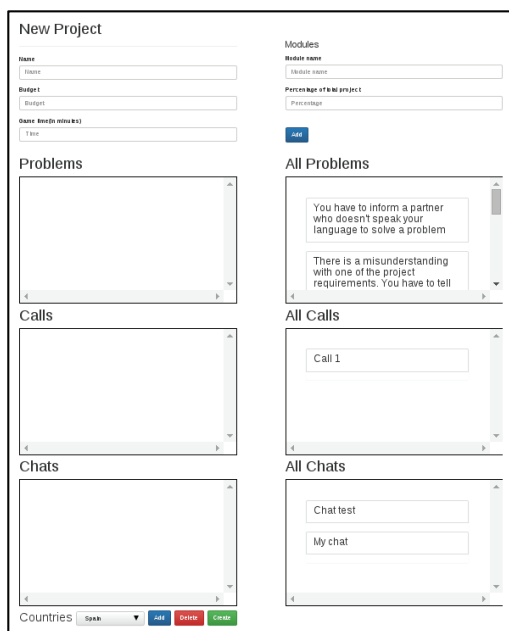 New Project
Name
Name
Budget
Budget
Game time(in minutes)
Time
Modules
Module name
Module name
Percentage of total project
Percentage
Add
Problems
All Problems
You have to inform a partner
who doesn't speak your
language to solve a problem
There is a misunderstanding
with one of the project
requirements. You have to tell
Calls
All Calls
Call 1
Chats
All Chats
Chat test
My chat
Countries Spain Add Delete Create